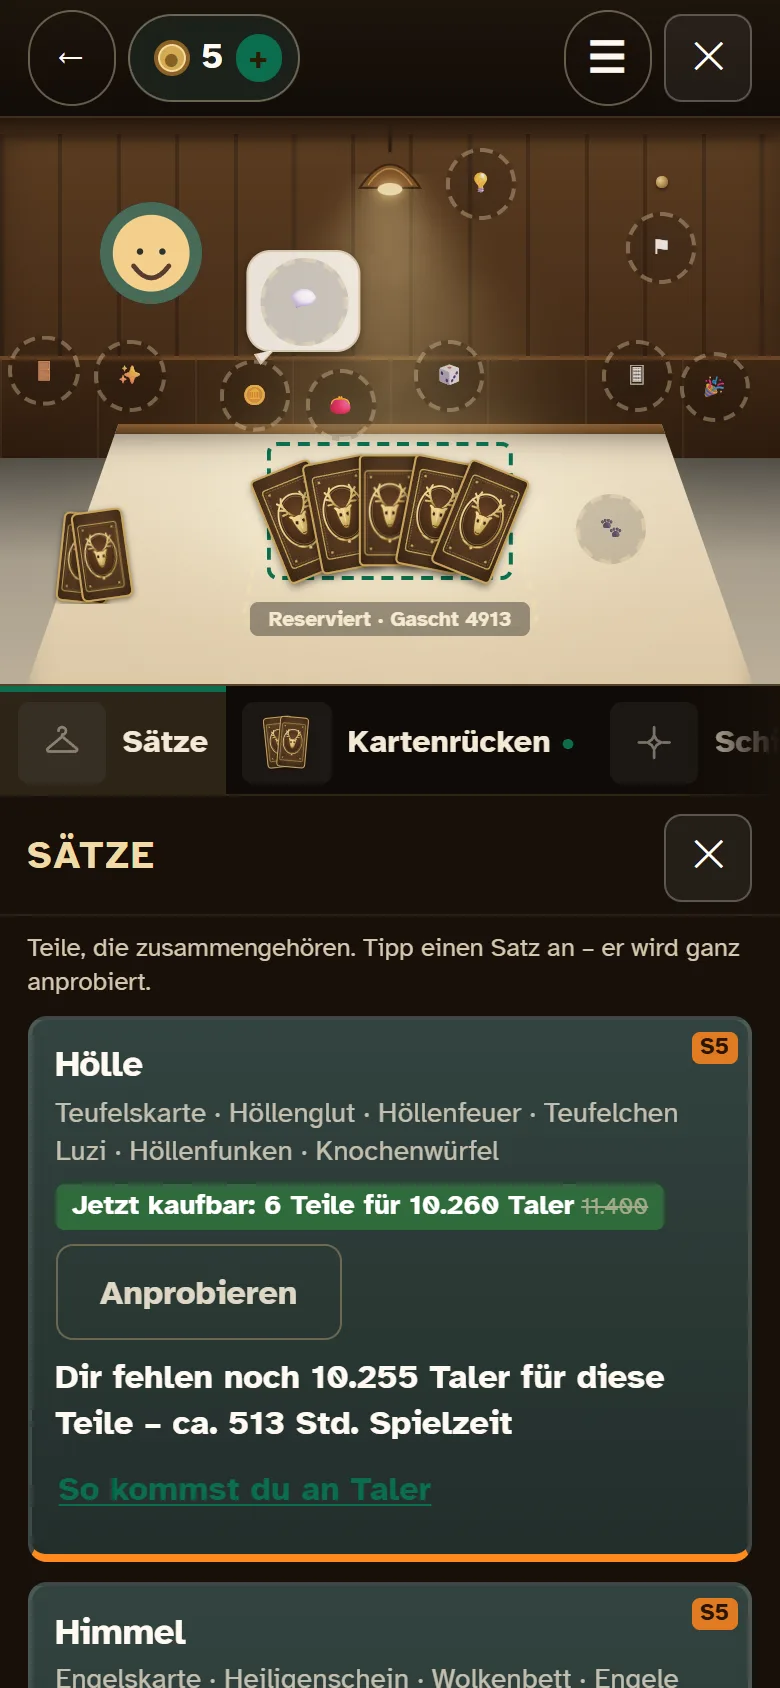 ← 5 +
Reserviert · Gascht 4913
Sätze Kartenrücken
SÄTZE
Teile, die zusammengehören. Tipp einen Satz an – er wird ganz
anprobiert.
S5
Hölle
Teufelskarte · Höllenglut · Höllenfeuer · Teufelchen
Luzi · Höllenfunken · Knochenwürfel
Jetzt kaufbar: 6 Teile für 10.260 Taler 11.400
Anprobieren
Dir fehlen noch 10.255 Taler für diese
Teile – ca. 513 Std. Spielzeit
So kommst du an Taler
S5
Himmel
Engelskarte · Heiligenschein · Wolkenbett · Engele